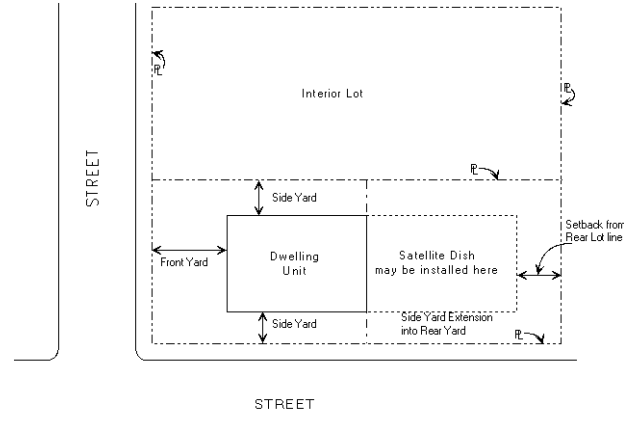 PL
PL
Interior Lot
STREET
PL
Side Yard
Setback from
Rear Lot line
Front Yard
Dwelling
Unit
Satellite Dish
may be installed here
Side Yard
Side Yard Extension
into Rear Yard
PL
STREET